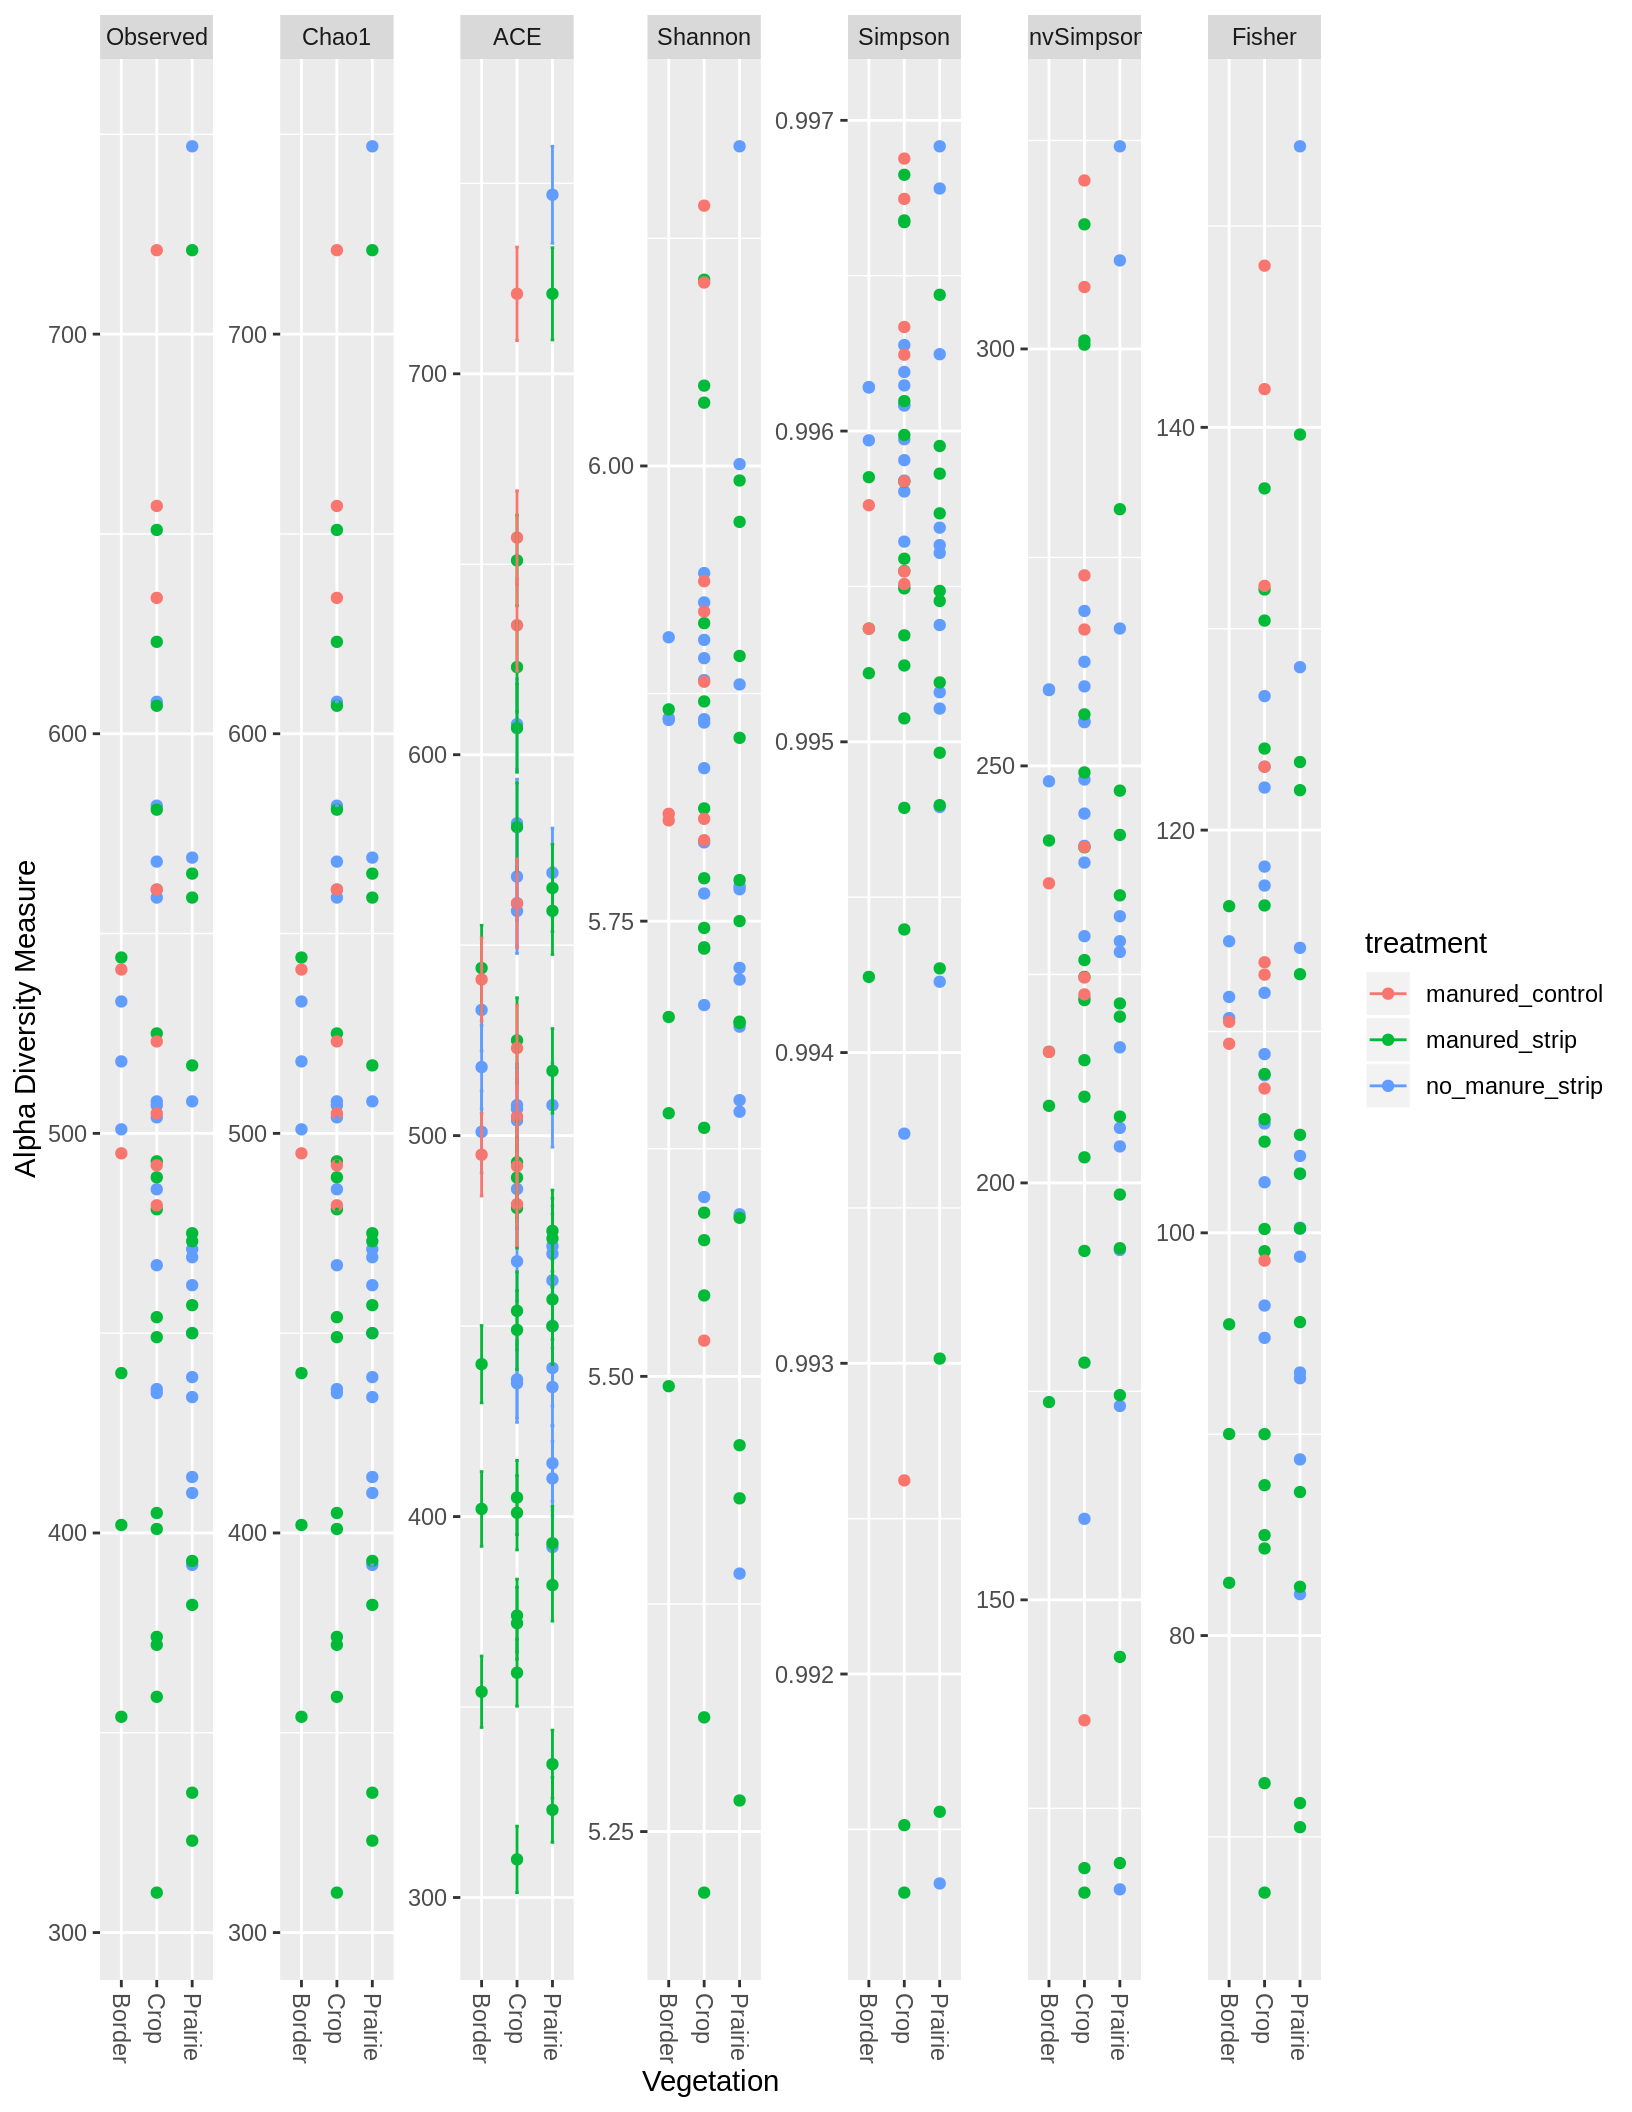 Observed
Chao1
ACE
Shannon
Simpson
nvSimpson
Fisher
Alpha Diversity Measure
700
600
500
400
300
700
600
500
400
300
700
600
500
400
300
6.00
5.75
5.50
5.25
0.997
0.996
0.995
0.994
0.993
0.992
300
250
200
150
140
120
100
80
Border
Crop
Prairie
Border
Crop
Prairie
Border
Crop
Prairie
Border
Crop
Prairie
Border
Crop
Prairie
Border
Crop
Prairie
Border
Crop
Prairie
Vegetation
treatment
manured_control
manured_strip
no_manure_strip